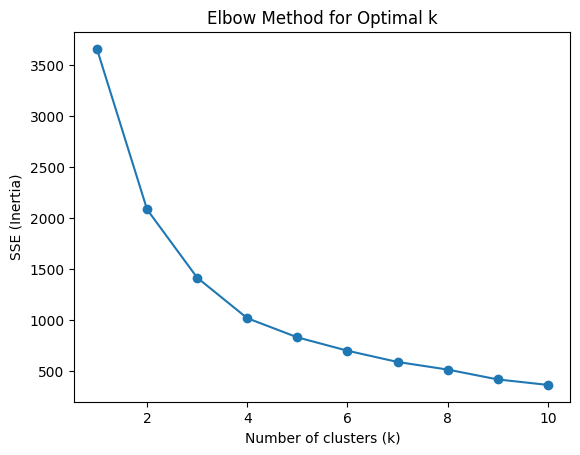 Elbow Method for Optimal k
SSE (Inertia)
3500
3000
2500
2000
1500
1000
500
2 4 6 8 10
Number of clusters (k)